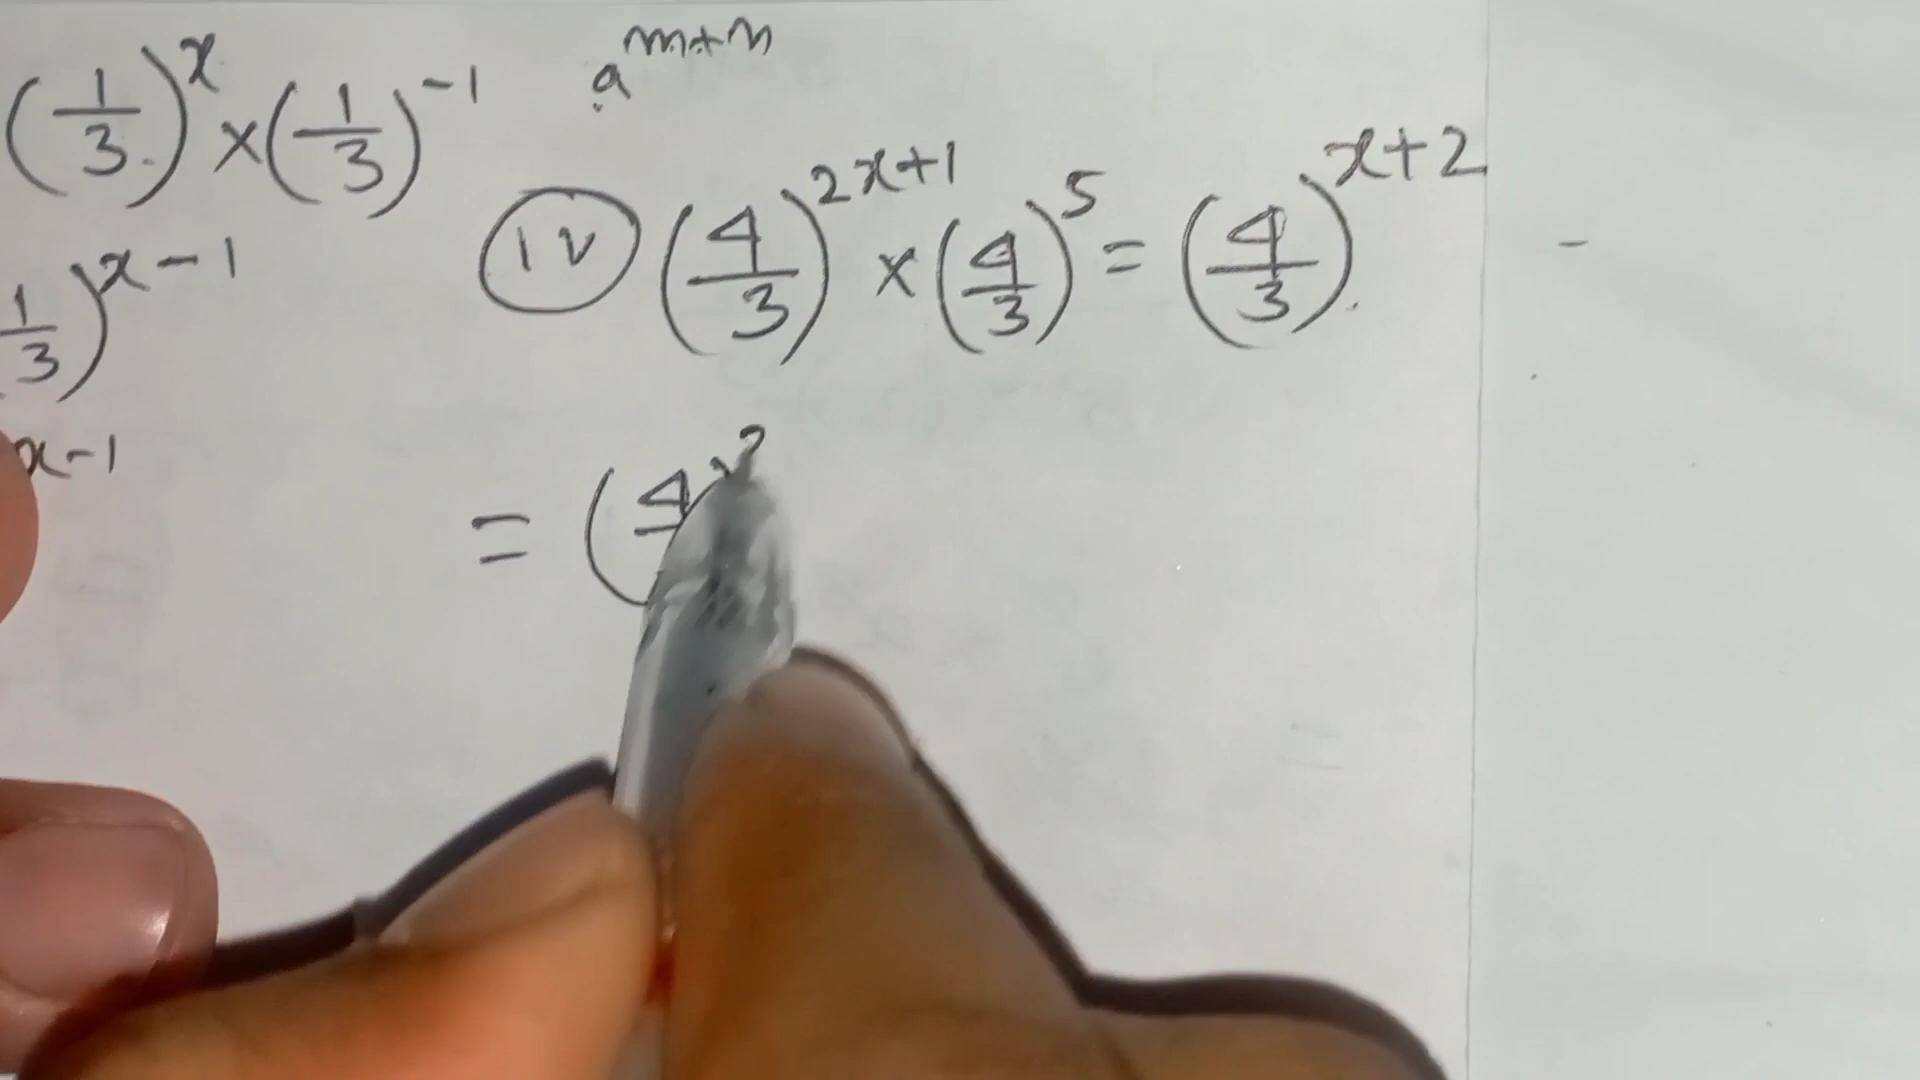 (1/3)^x × (1/3)^-1
a^m+n
(iv) (4/3)^2x+1 × (4/3)^5 = (4/3)^x+2
1/3)^x-1
x-1
= (4